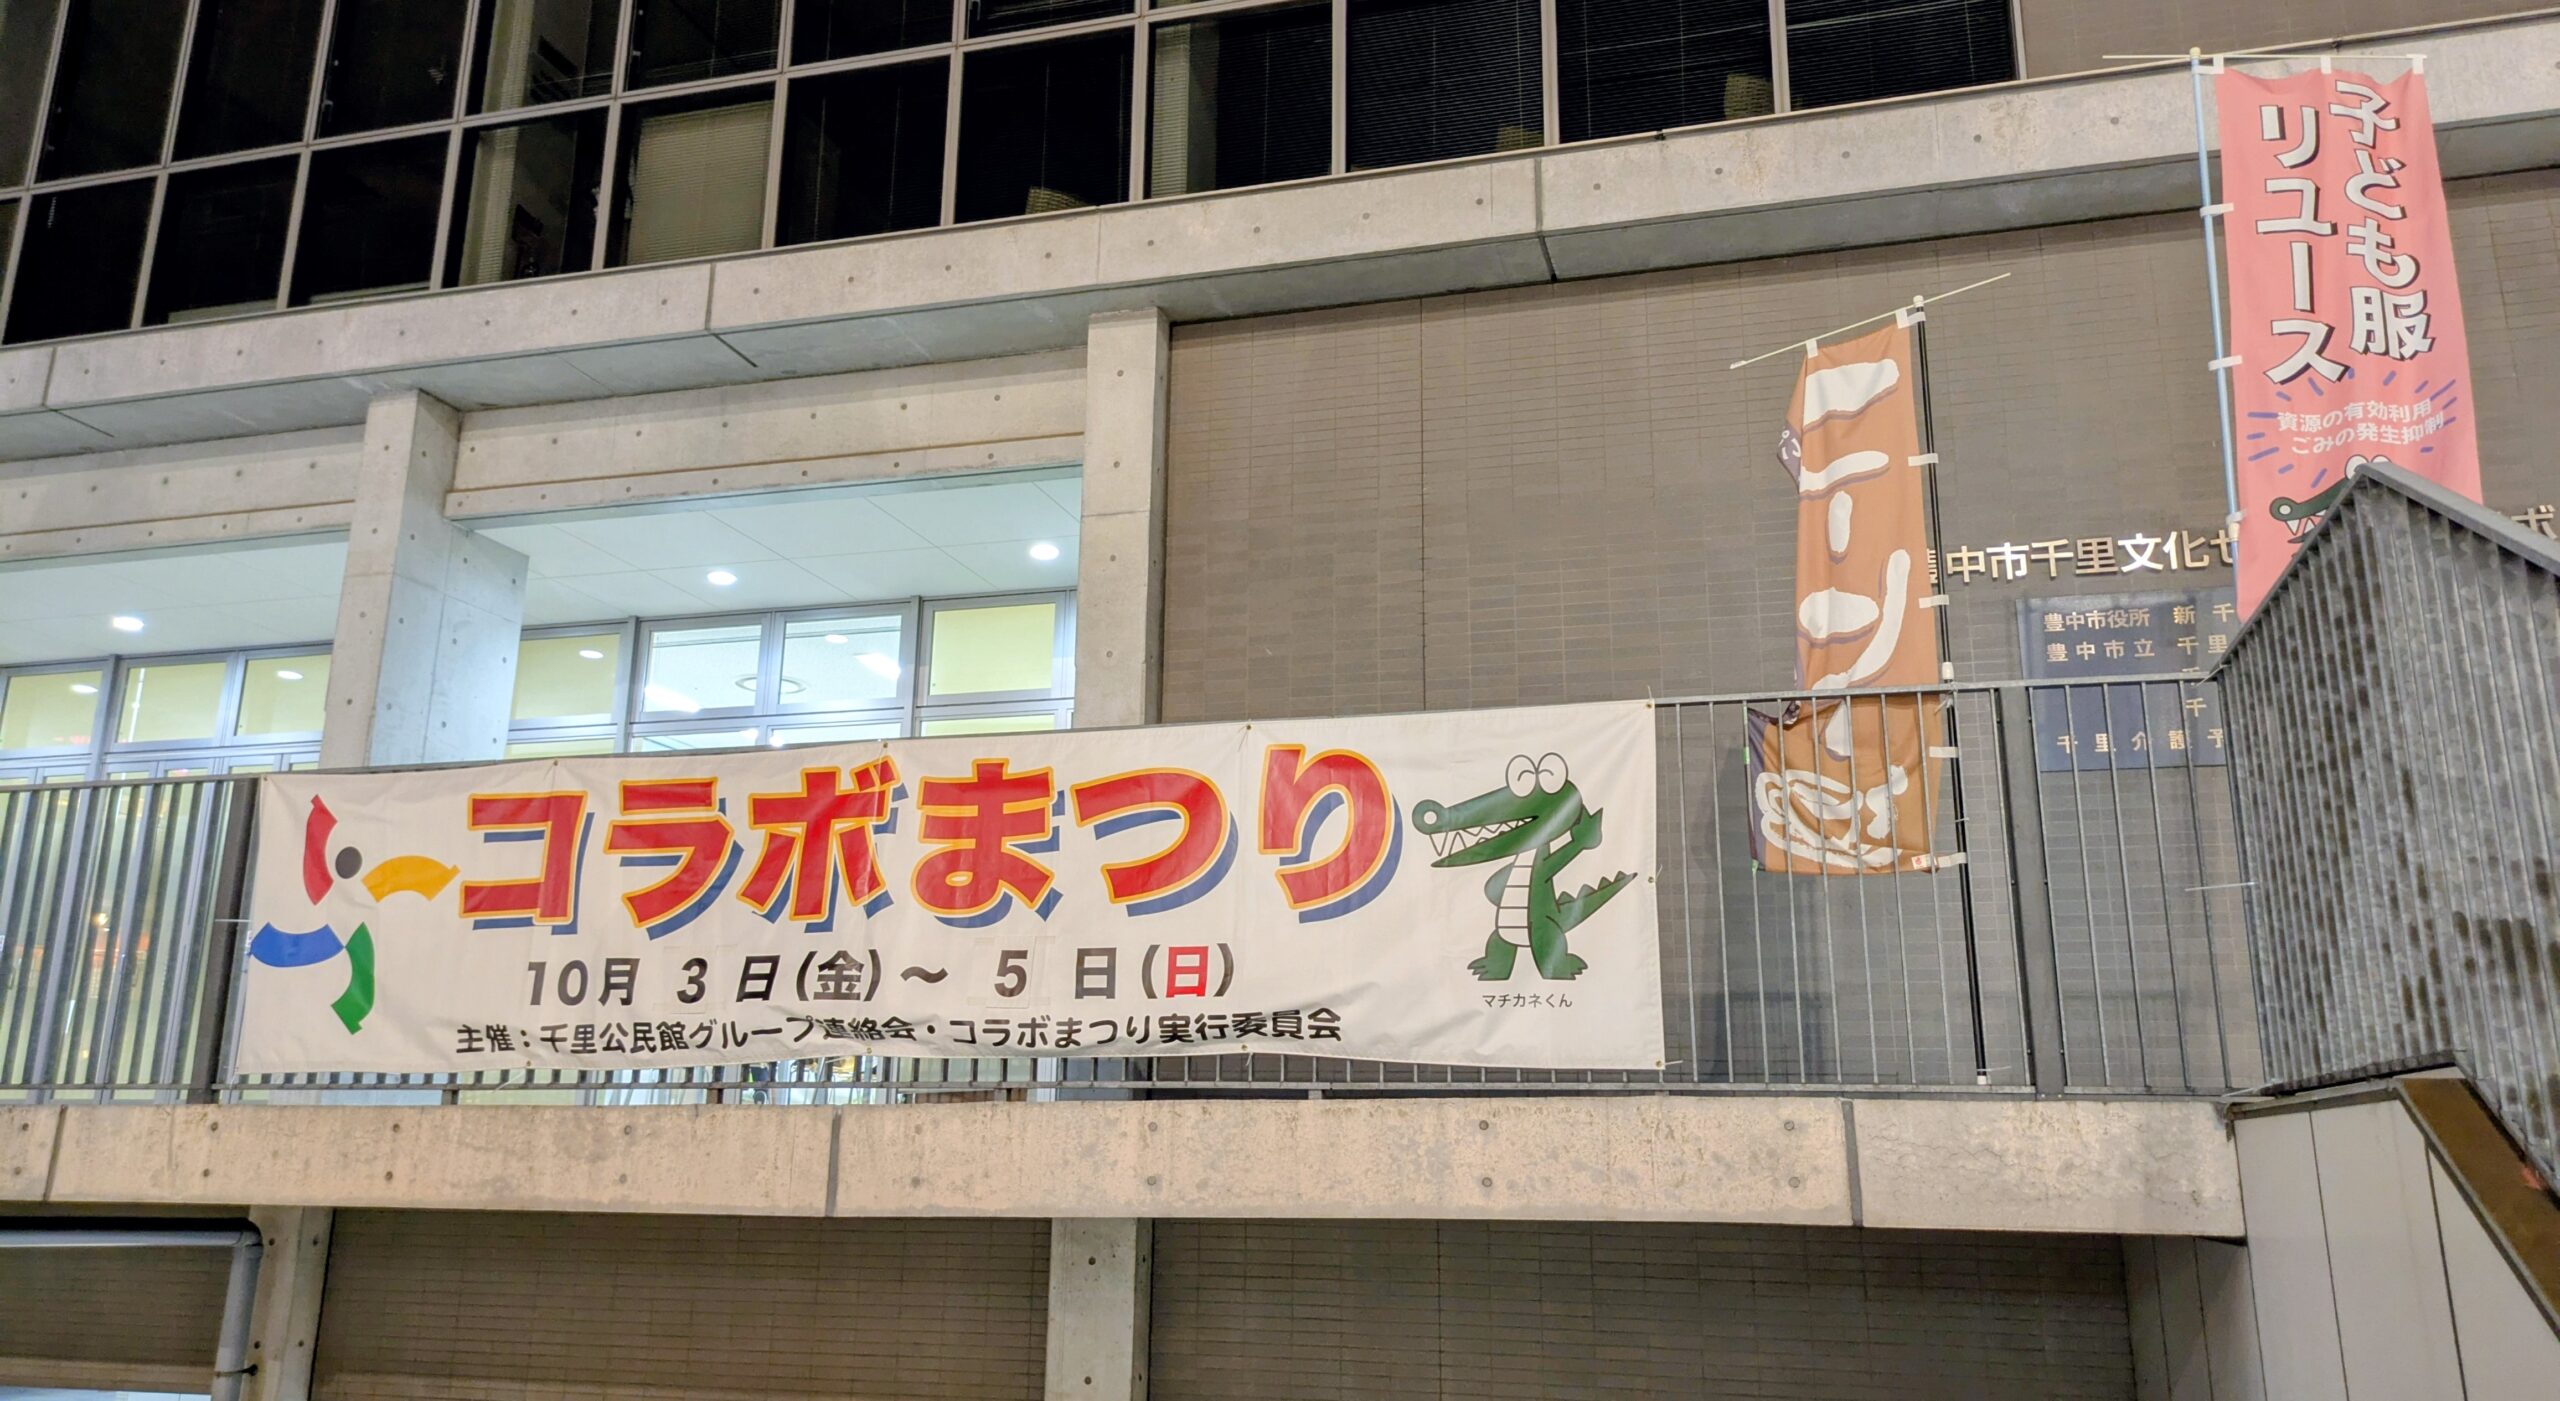 コラボまつり
10月 3 日(金)～ 5 日(日)
主催：千里公民館グループ連絡会・コラボまつり実行委員会
マチカネくん
子ども服
リユース
資源の有効利用
ごみの発生抑制
中市千里文化セ
ボ
豊中市役所 新 千
豊中市立 千里
千
千
千里介護予